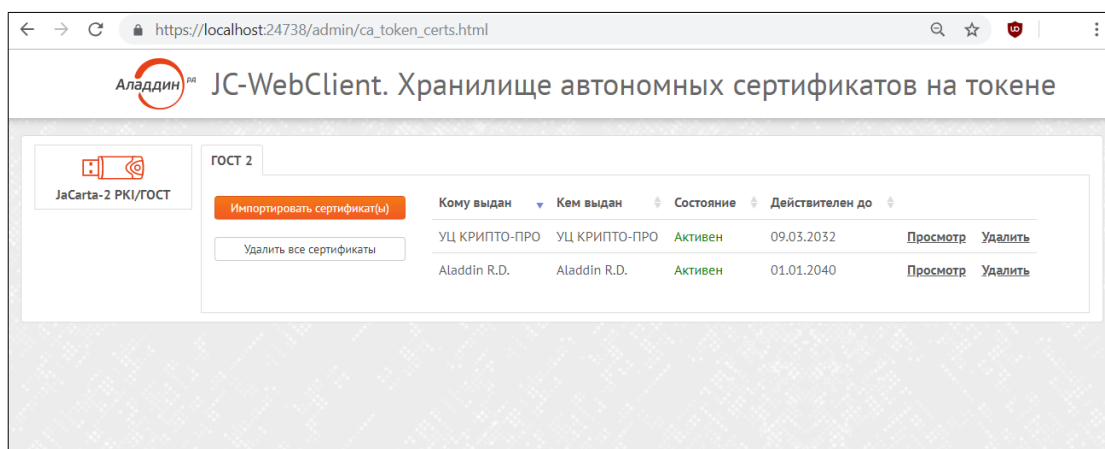 https://localhost:24738/admin/ca_token_certs.html
Аладдин РД JC-WebClient. Хранилище автономных сертификатов на токене
JaCarta-2 PKI/ГОСТ
ГОСТ 2
Импортировать сертификат(ы)
Удалить все сертификаты
Кому выдан Кем выдан Состояние Действителен до
УЦ КРИПТО-ПРО УЦ КРИПТО-ПРО Активен 09.03.2032 Просмотр Удалить
Aladdin R.D. Aladdin R.D. Активен 01.01.2040 Просмотр Удалить